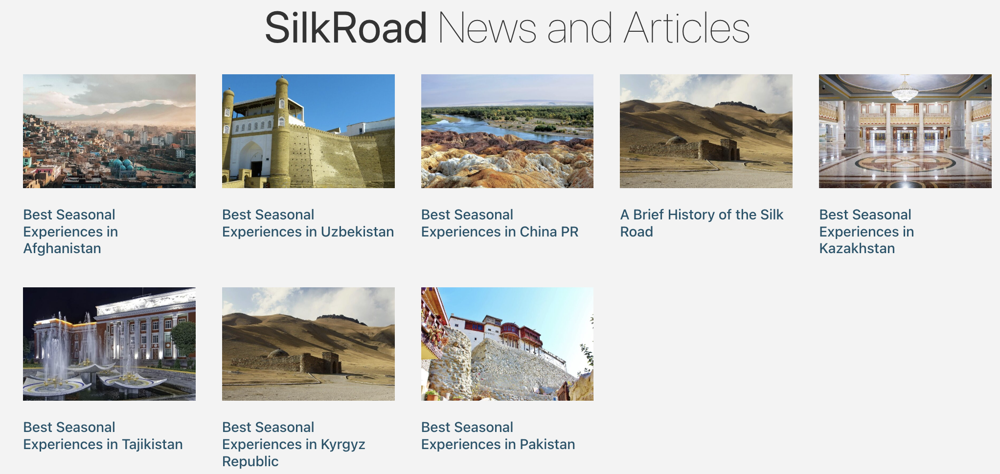 SilkRoad News and Articles
Best Seasonal
Experiences in
Afghanistan
Best Seasonal
Experiences in Uzbekistan
Best Seasonal
Experiences in China PR
A Brief History of the Silk
Road
Best Seasonal
Experiences in
Kazakhstan
Best Seasonal
Experiences in Tajikistan
Best Seasonal
Experiences in Kyrgyz
Republic
Best Seasonal
Experiences in Pakistan